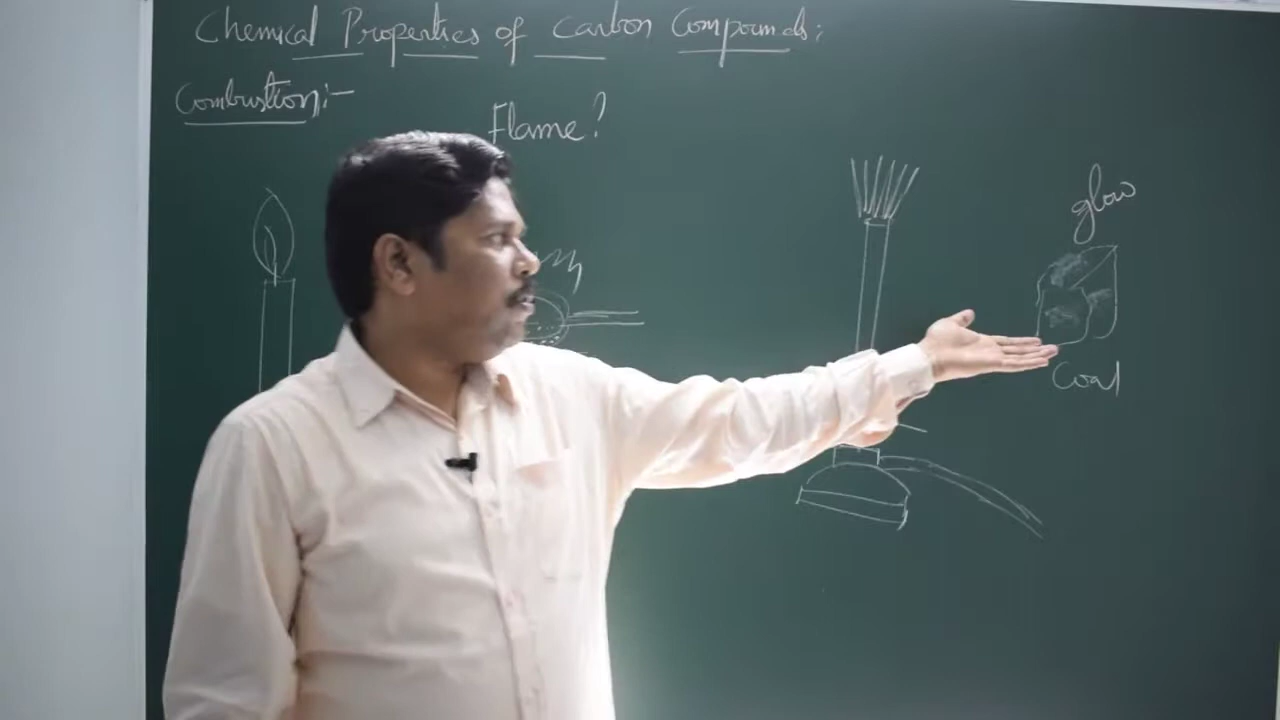 Chemical Properties of Carbon Compounds:
Combustion:-
Flame?
glow
Coal